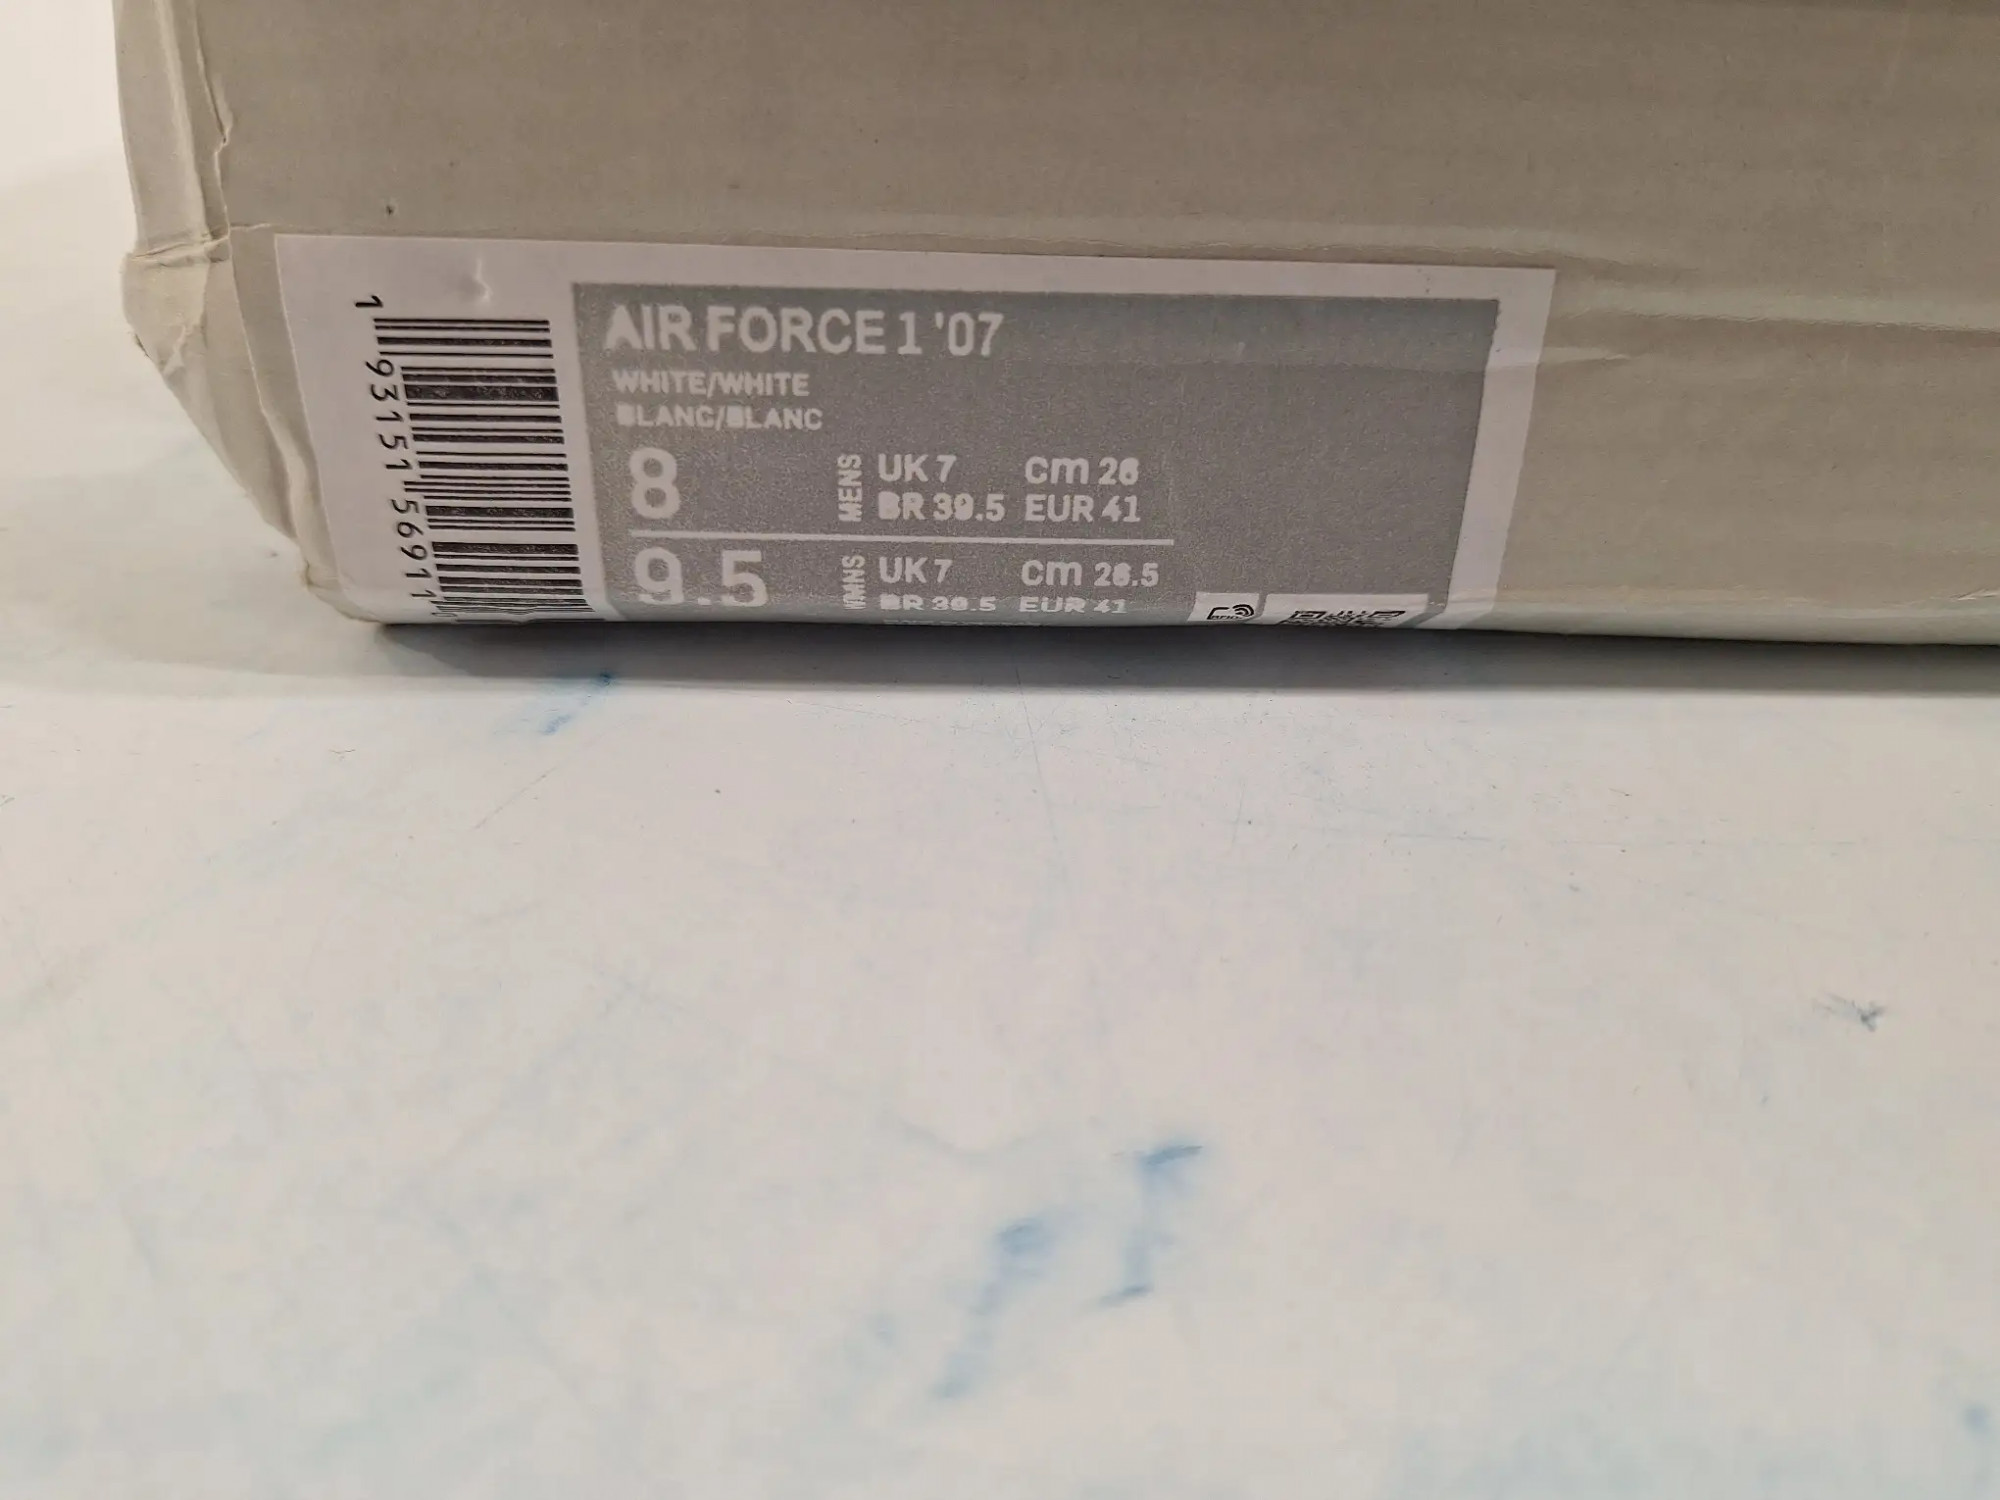 AIR FORCE 1 '07
WHITE/WHITE
BLANC/BLANC
8 MENS UK 7 cm 26
BR 39.5 EUR 41
9.5 WMNS UK 7 cm 26.5
BR 39.5 EUR 41
1 93151 56911